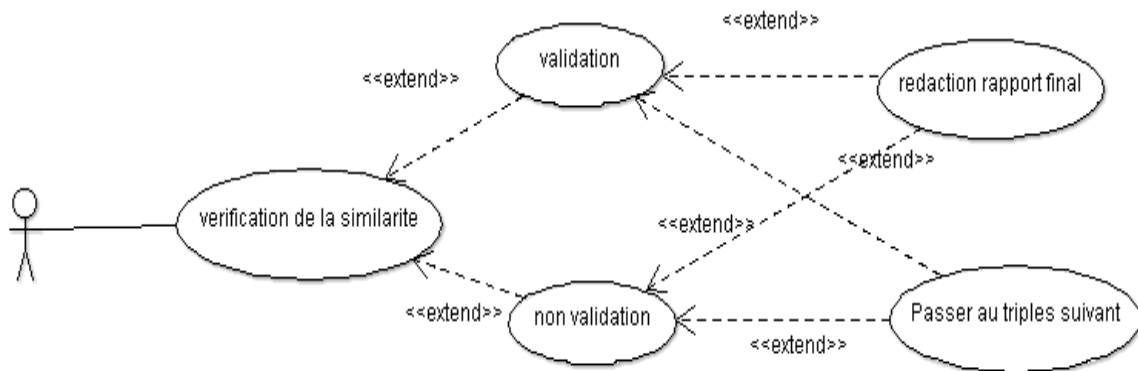 <<extend>>
validation
<<extend>>
redaction rapport final
<<extend>>
verification de la similarite
<<extend>>
<<extend>>
non validation
Passer au triples suivant
<<extend>>